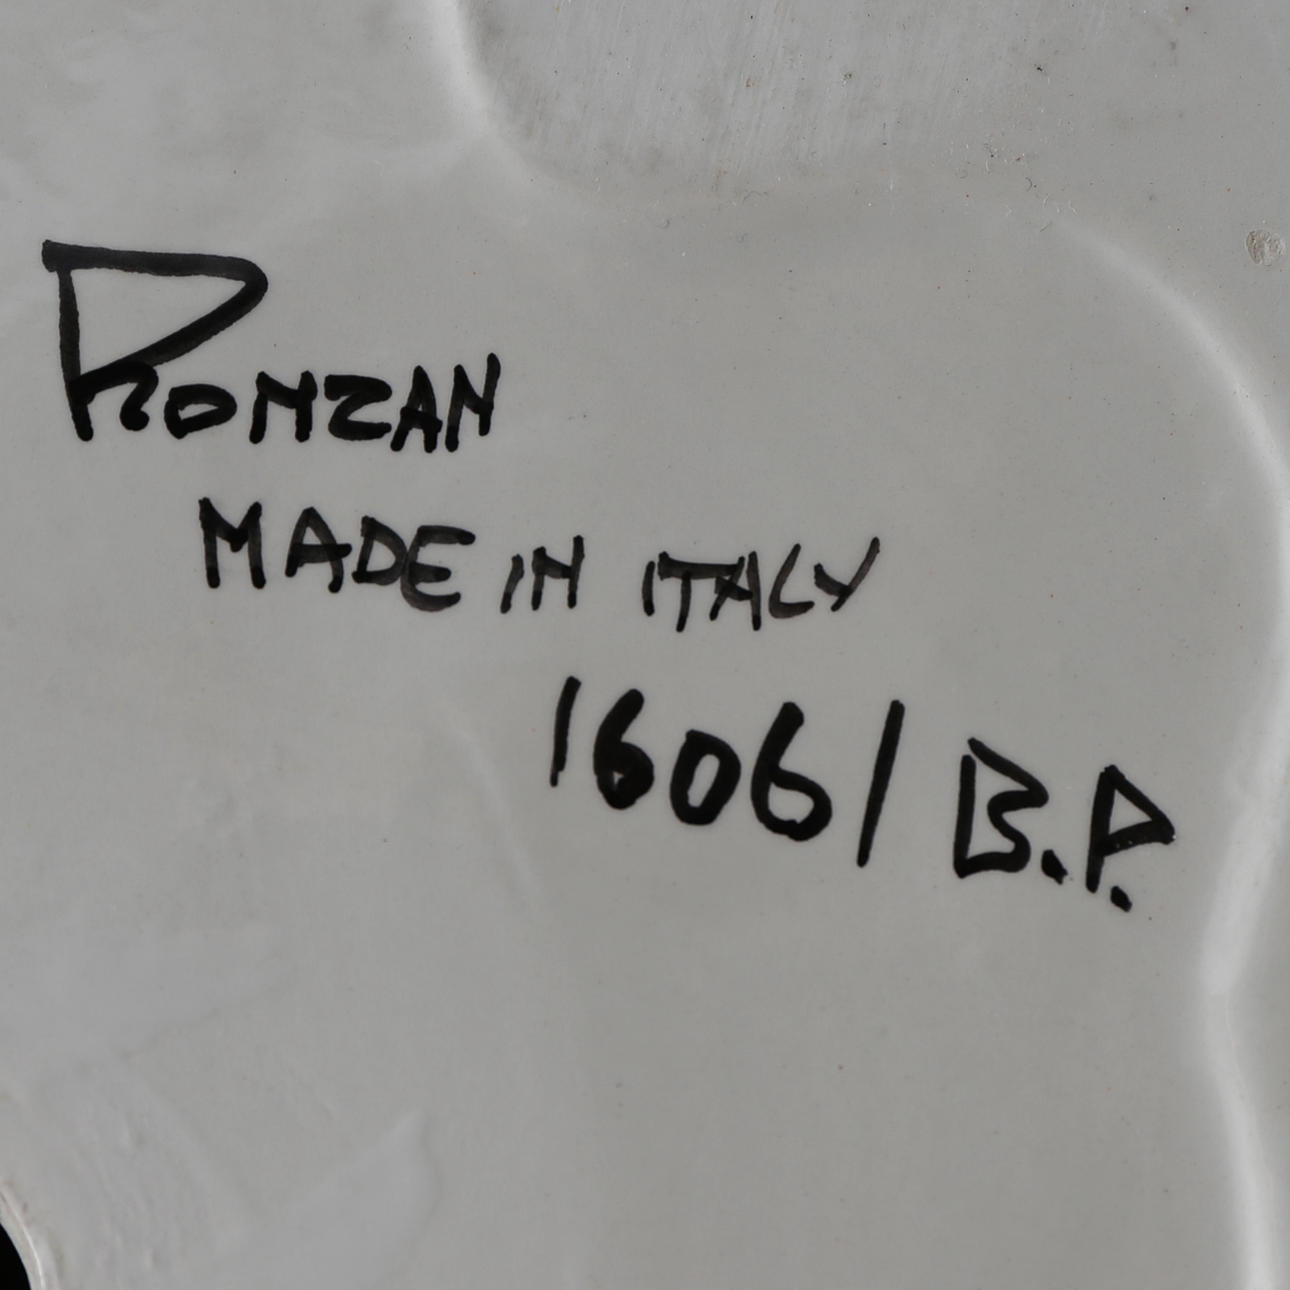 RONZAN
MADE IN ITALY
1606/B.P.